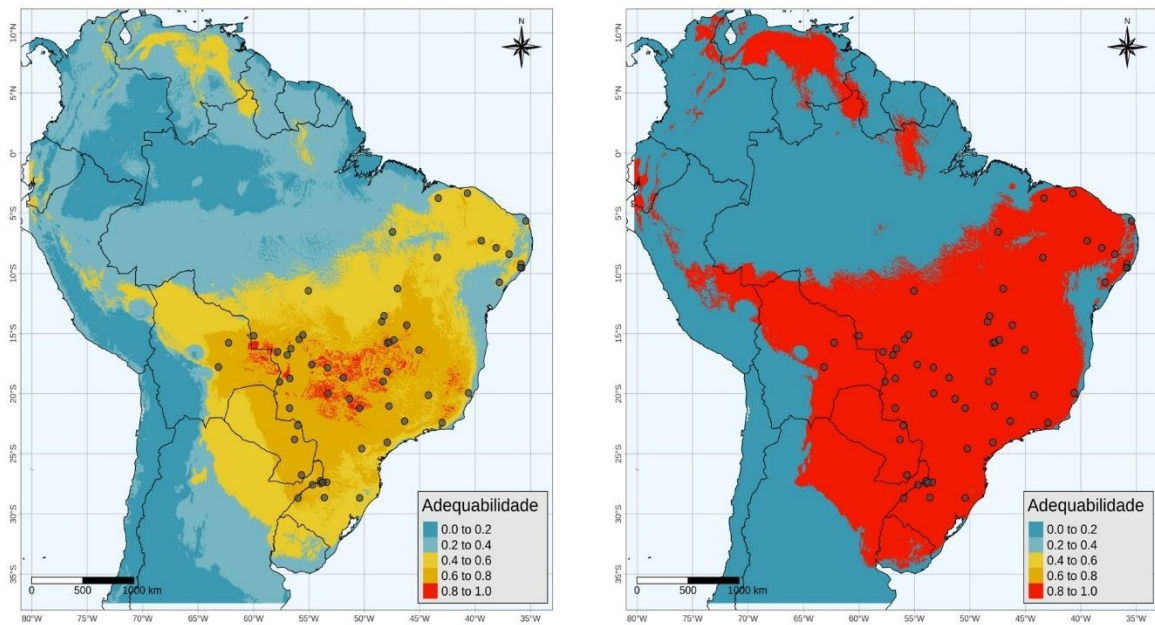 N
10°N
5°N
0°
5°S
10°S
15°S
20°S
25°S
30°S
35°S
Adequabilidade
0.0 to 0.2
0.2 to 0.4
0.4 to 0.6
0.6 to 0.8
0.8 to 1.0
0 500 1000 km
80°W 75°W 70°W 65°W 60°W 55°W 50°W 45°W 40°W 35°W
N
10°N
5°N
0°
5°S
10°S
15°S
20°S
25°S
30°S
35°S
Adequabilidade
0.0 to 0.2
0.2 to 0.4
0.4 to 0.6
0.6 to 0.8
0.8 to 1.0
0 500 1000 km
80°W 75°W 70°W 65°W 60°W 55°W 50°W 45°W 40°W 35°W